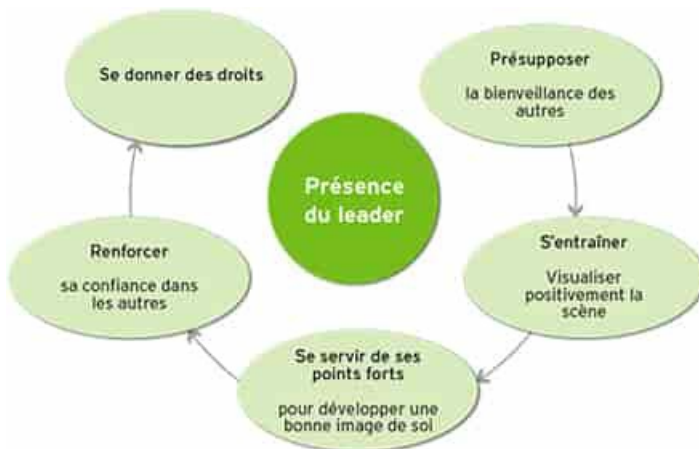 Se donner des droits
Présupposer
la bienveillance des
autres
Présence
du leader
Renforcer
sa confiance dans
les autres
S'entraîner
Visualiser
positivement la
scène
Se servir de ses
points forts
pour développer une
bonne image de soi